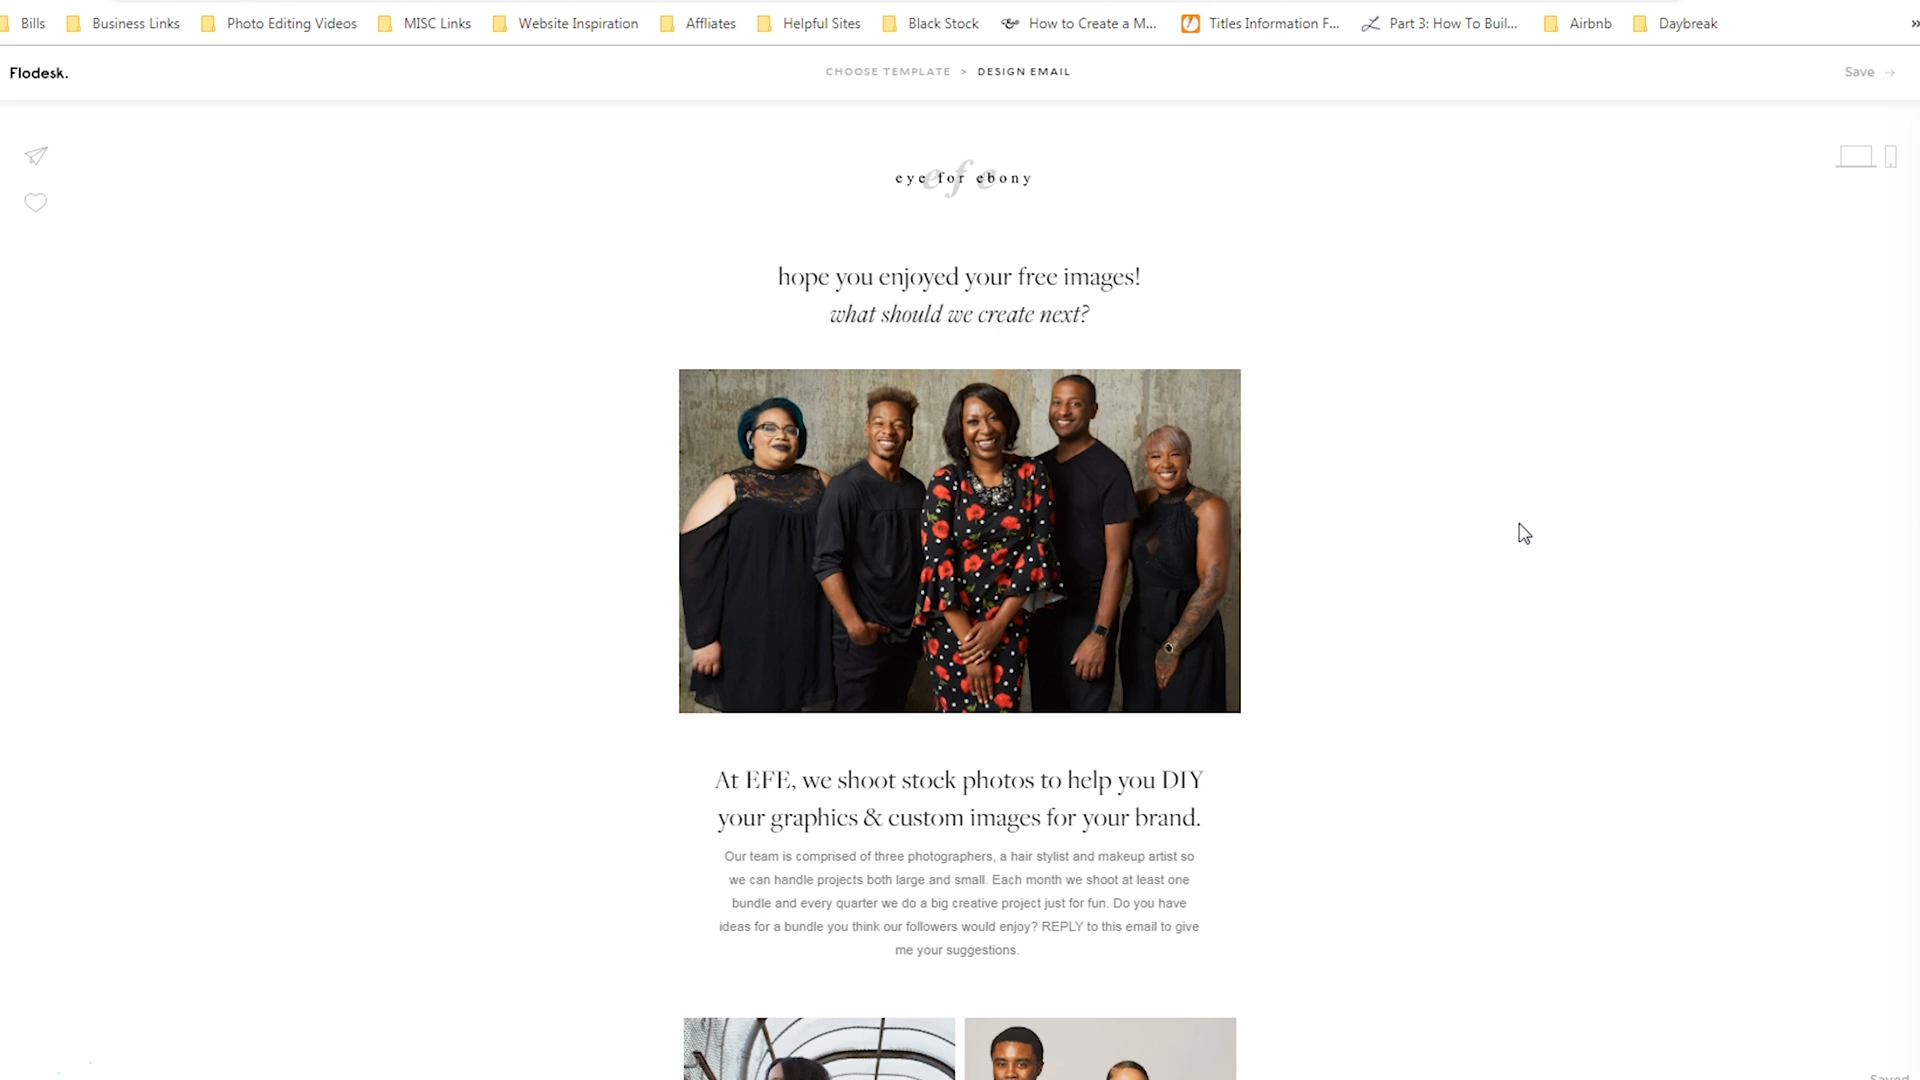 Bills Business Links Photo Editing Videos MISC Links Website Inspiration Affliates Helpful Sites Black Stock How to Create a M... Titles Information F... Part 3: How To Buil... Airbnb Daybreak »
Flodesk. CHOOSE TEMPLATE > DESIGN EMAIL Save →
efe
eye for ebony
hope you enjoyed your free images!
what should we create next?
At EFE, we shoot stock photos to help you DIY
your graphics & custom images for your brand.
Our team is comprised of three photographers, a hair stylist and makeup artist so
we can handle projects both large and small. Each month we shoot at least one
bundle and every quarter we do a big creative project just for fun. Do you have
ideas for a bundle you think our followers would enjoy? REPLY to this email to give
me your suggestions.
Saved